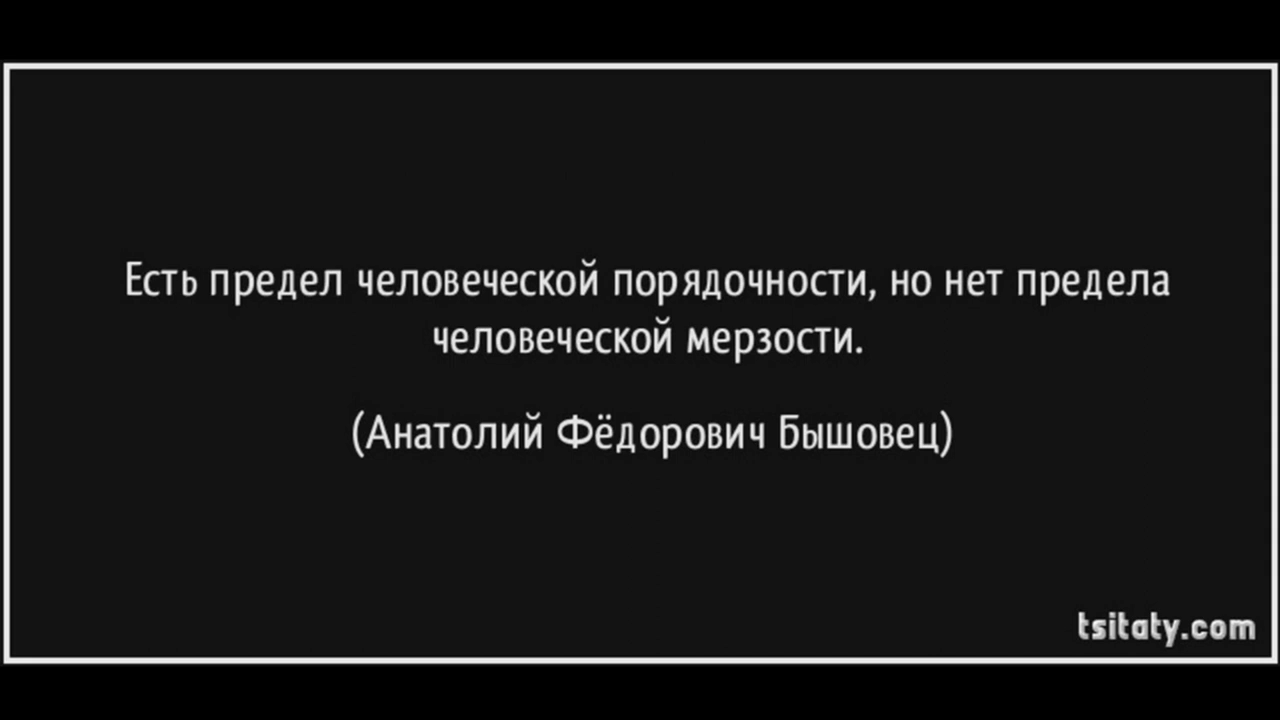 Есть предел человеческой порядочности, но нет предела
человеческой мерзости.
(Анатолий Фёдорович Бышовец)
tsitaty.com